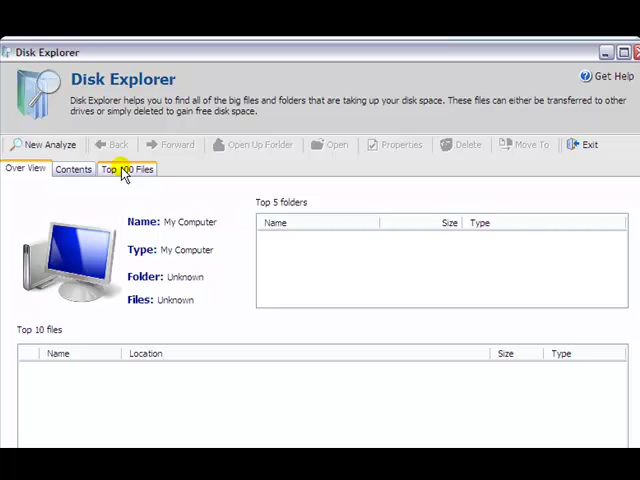 Disk Explorer
Disk Explorer
Get Help
Disk Explorer helps you to find all of the big files and folders that are taking up your disk space. These files can either be transferred to other
drives or simply deleted to gain free disk space.
New Analyze Back Forward Open Up Forlder Open Properties Delete Move To Exit
Over View Contents Top 100 Files
Top 5 folders
Name: My Computer
Name Size Type
Type: My Computer
Folder: Unknown
Files: Unknown
Top 10 files
Name Location Size Type